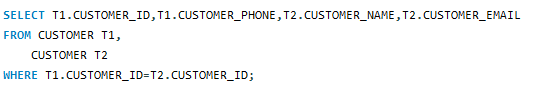 SELECT T1.CUSTOMER_ID,T1.CUSTOMER_PHONE,T2.CUSTOMER_NAME,T2.CUSTOMER_EMAIL
FROM CUSTOMER T1,
CUSTOMER T2
WHERE T1.CUSTOMER_ID=T2.CUSTOMER_ID;